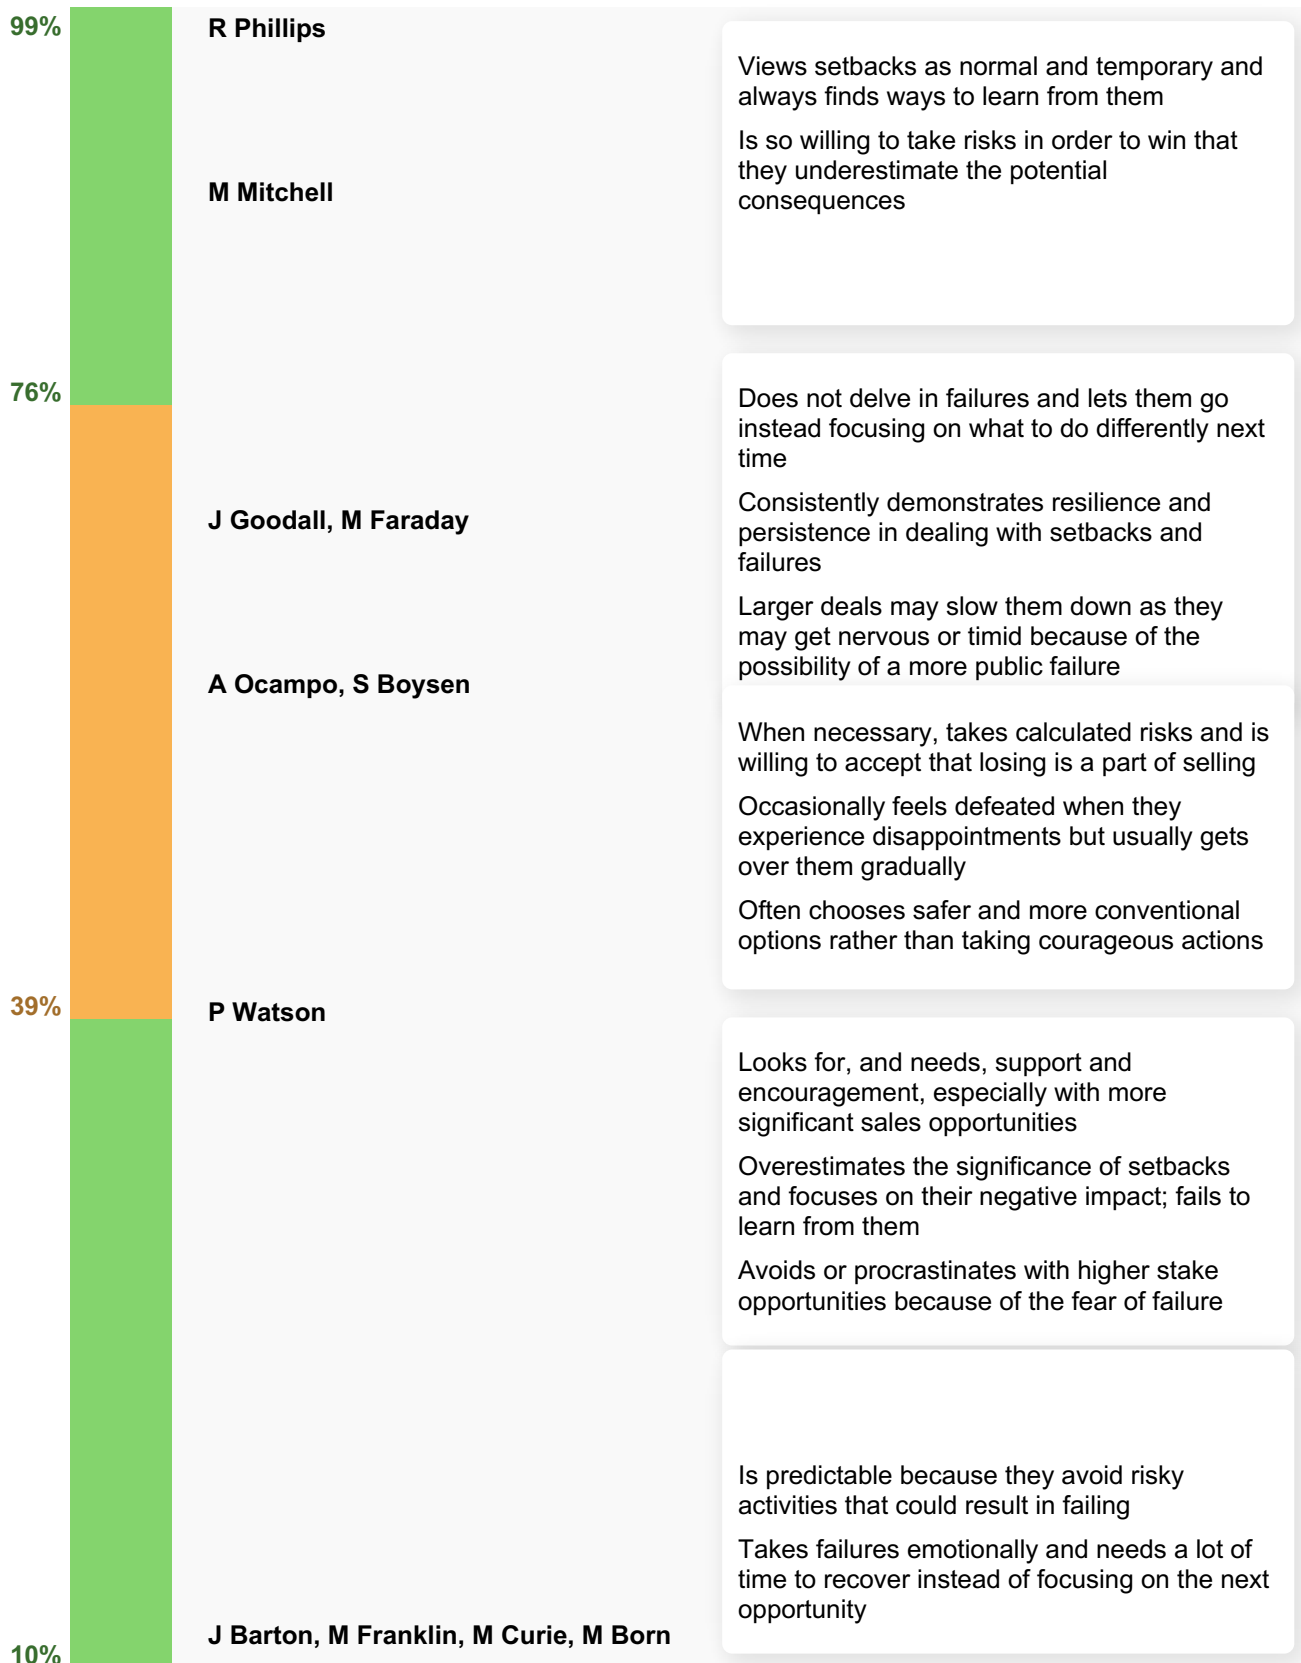 99%
R Phillips
Views setbacks as normal and temporary and
always finds ways to learn from them
Is so willing to take risks in order to win that
they underestimate the potential
consequences
M Mitchell
76%
Does not delve in failures and lets them go
instead focusing on what to do differently next
time
Consistently demonstrates resilience and
persistence in dealing with setbacks and
failures
Larger deals may slow them down as they
may get nervous or timid because of the
possibility of a more public failure
J Goodall, M Faraday
A Ocampo, S Boysen
When necessary, takes calculated risks and is
willing to accept that losing is a part of selling
Occasionally feels defeated when they
experience disappointments but usually gets
over them gradually
Often chooses safer and more conventional
options rather than taking courageous actions
39%
P Watson
Looks for, and needs, support and
encouragement, especially with more
significant sales opportunities
Overestimates the significance of setbacks
and focuses on their negative impact; fails to
learn from them
Avoids or procrastinates with higher stake
opportunities because of the fear of failure
Is predictable because they avoid risky
activities that could result in failing
Takes failures emotionally and needs a lot of
time to recover instead of focusing on the next
opportunity
J Barton, M Franklin, M Curie, M Born
10%